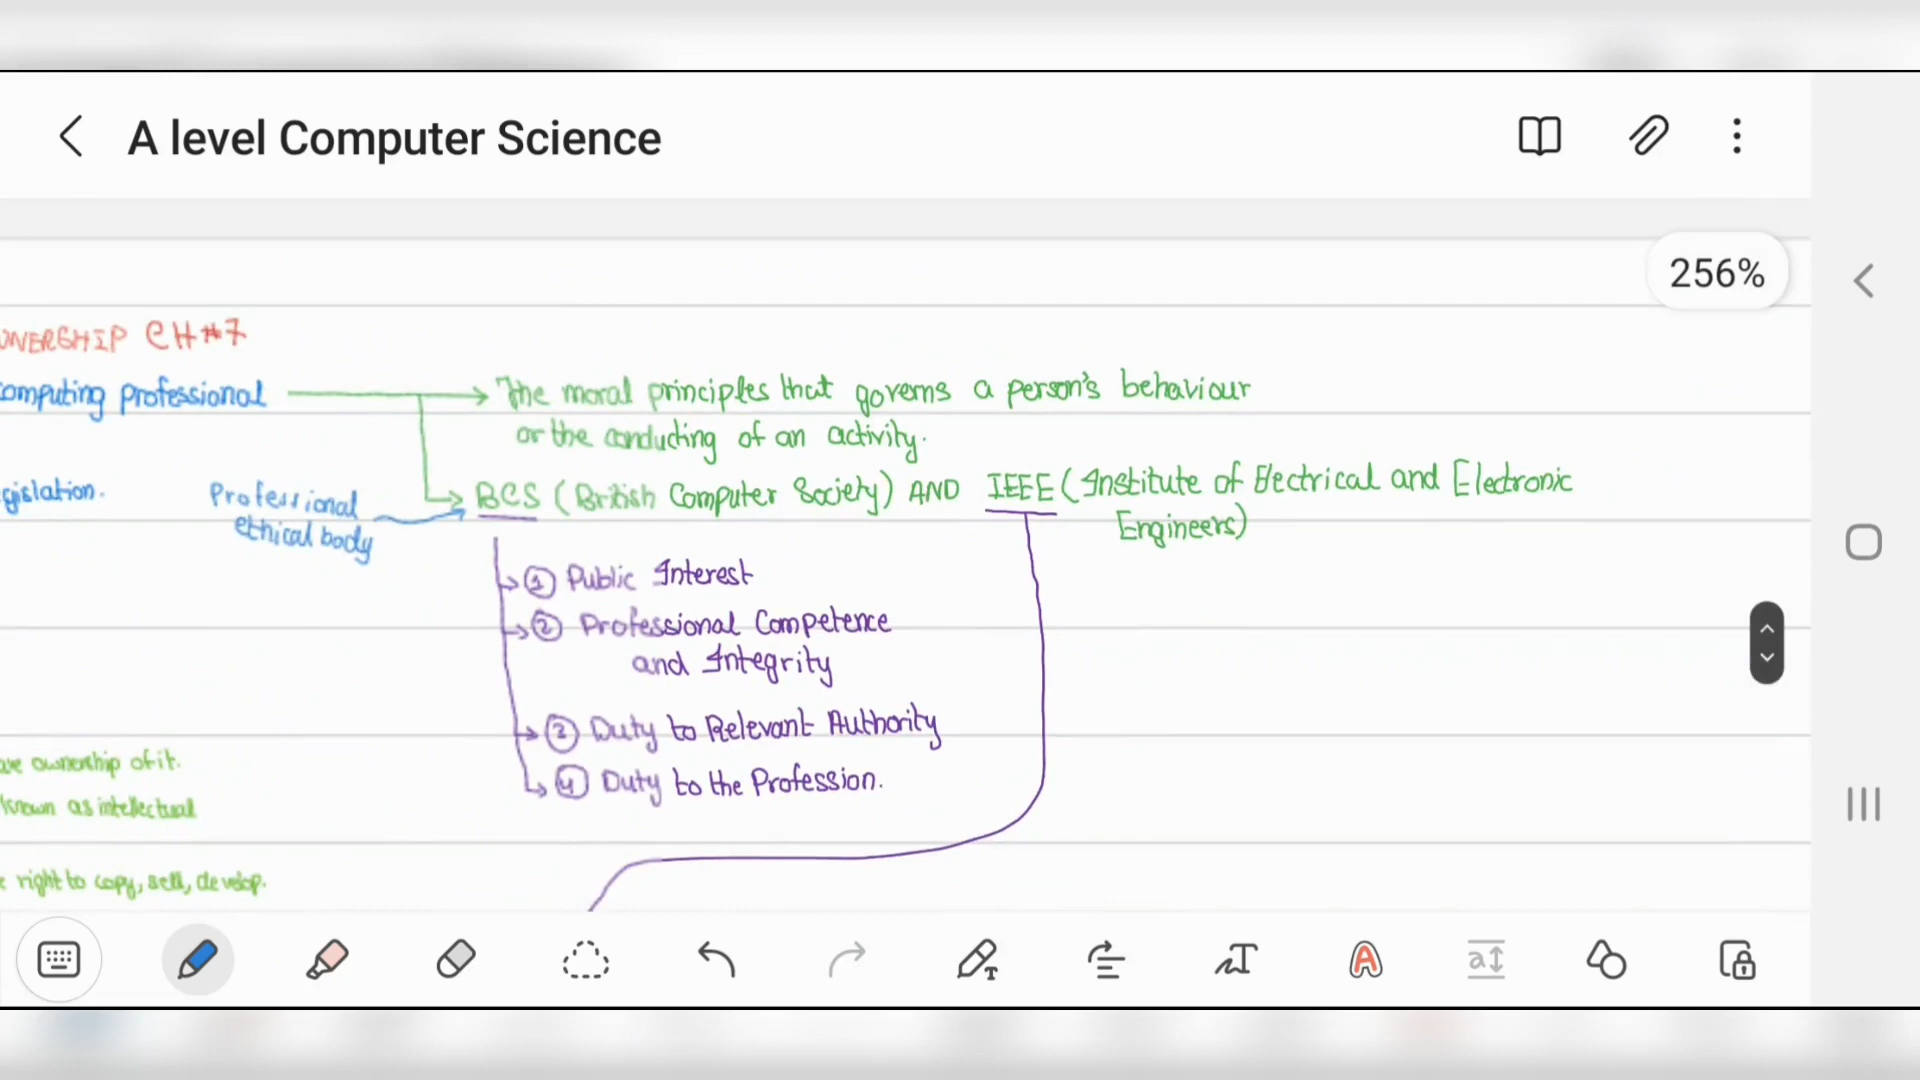 A level Computer Science
256%
OWNERSHIP CH#7
computing professional
The moral principles that governs a person's behaviour
or the conducting of an activity.
gislation.
Professional
ethical body
BCS (British Computer Society) AND IEEE (Institute of Electrical and Electronic
Engineers)
① Public Interest
② Professional Competence
and Integrity
③ Duty to Relevant Authority
④ Duty to the Profession.
ave ownership of it.
known as intellectual
e right to copy, sell, develop.